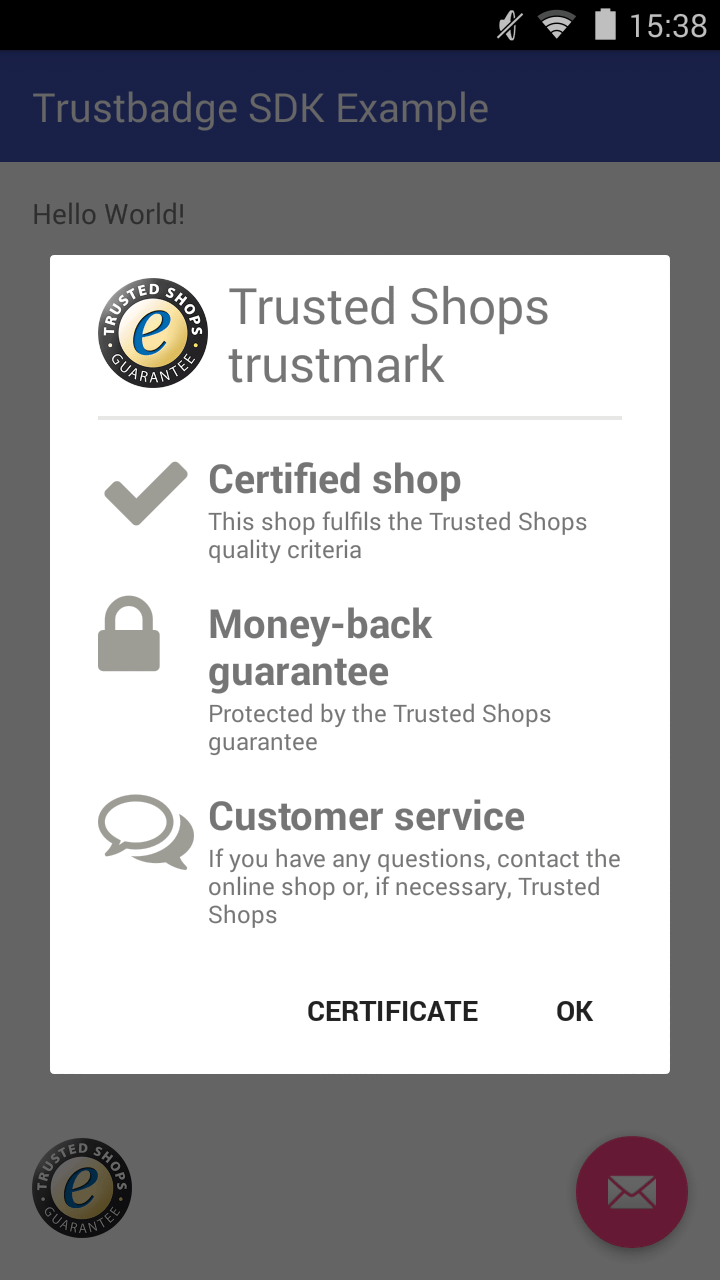 15:38
Trustbadge SDK Example
Hello World!
TRUSTED SHOPS
e
GUARANTEE
Trusted Shops
trustmark
Certified shop
This shop fulfils the Trusted Shops
quality criteria
Money-back
guarantee
Protected by the Trusted Shops
guarantee
Customer service
If you have any questions, contact the
online shop or, if necessary, Trusted
Shops
CERTIFICATE OK
TRUSTED SHOPS
e
GUARANTEE